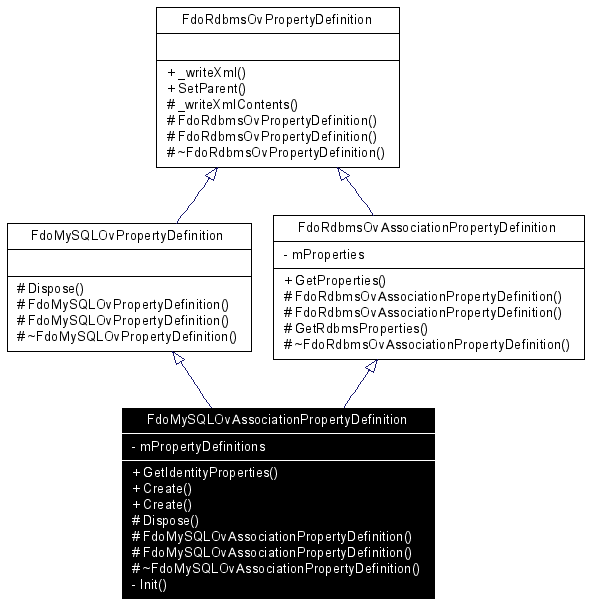 FdoRdbmsOvPropertyDefinition
+ _writeXml()
+ SetParent()
# _writeXmlContents()
# FdoRdbmsOvPropertyDefinition()
# FdoRdbmsOvPropertyDefinition()
# ~FdoRdbmsOvPropertyDefinition()
FdoMySQLOvPropertyDefinition
# Dispose()
# FdoMySQLOvPropertyDefinition()
# FdoMySQLOvPropertyDefinition()
# ~FdoMySQLOvPropertyDefinition()
FdoRdbmsOvAssociationPropertyDefinition
- mProperties
+ GetProperties()
# FdoRdbmsOvAssociationPropertyDefinition()
# FdoRdbmsOvAssociationPropertyDefinition()
# GetRdbmsProperties()
# ~FdoRdbmsOvAssociationPropertyDefinition()
FdoMySQLOvAssociationPropertyDefinition
- mPropertyDefinitions
+ GetIdentityProperties()
+ Create()
+ Create()
# Dispose()
# FdoMySQLOvAssociationPropertyDefinition()
# FdoMySQLOvAssociationPropertyDefinition()
# ~FdoMySQLOvAssociationPropertyDefinition()
- Init()